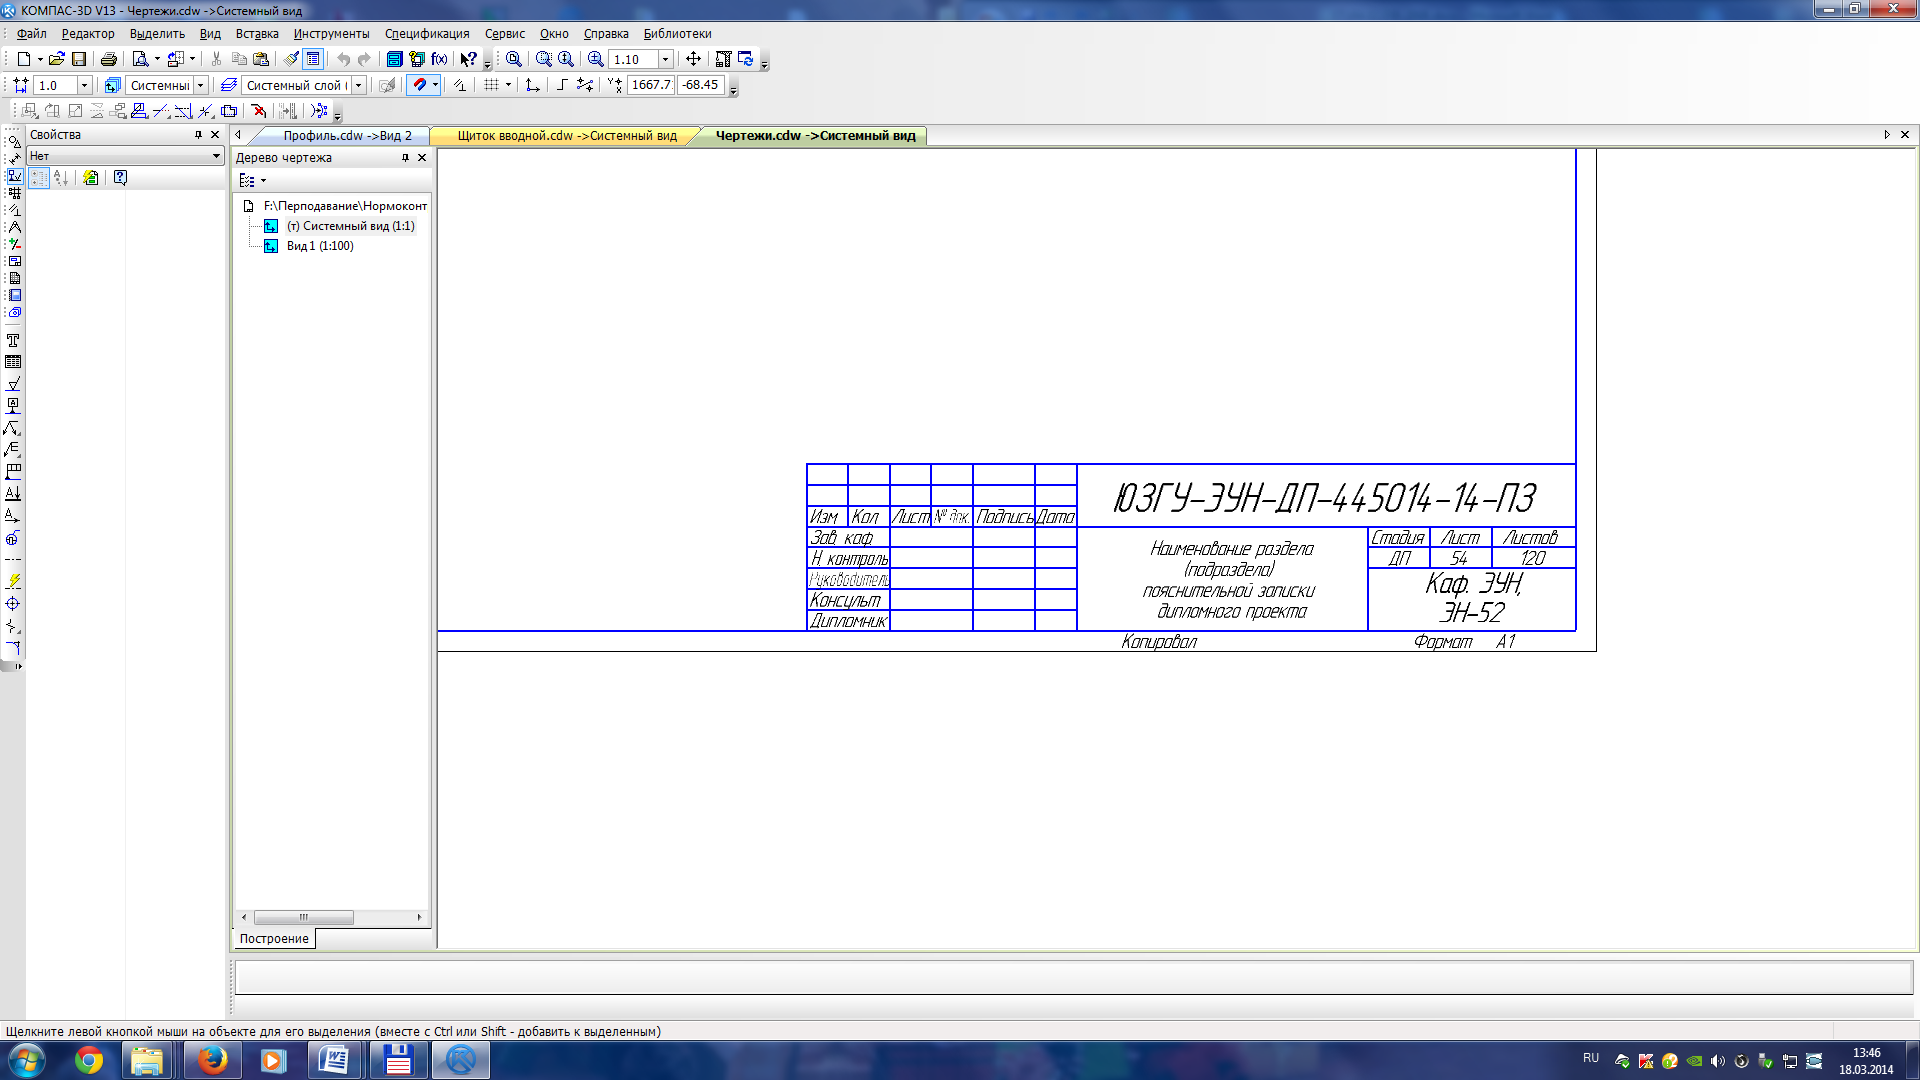 КОМПАС-3D V13 - Чертежи.cdw ->Системный вид
Файл Редактор Выделить Вид Вставка Инструменты Спецификация Сервис Окно Справка Библиотеки
f(x) 1.10
1.0 Системны Системный слой ( 1667.7 -68.45
Свойства
Нет
Профиль.cdw ->Вид 2 Щиток вводной.cdw ->Системный вид Чертежи.cdw ->Системный вид
Дерево чертежа
F:\Перподавание\Нормоконт
(т) Системный вид (1:1)
Вид 1 (1:100)
Построение
ЮЗГУ-ЭУН-ДП-445014-14-ПЗ
Изм Кол Лист № док. Подпись Дата
Зав. каф.
Н. контроль
Руководитель
Консульт
Дипломник
Наименование раздела
(подраздела)
пояснительной записки
дипломного проекта
Стадия Лист Листов
ДП 54 120
Каф. ЭУН,
ЭН-52
Копировал Формат А1
Щелкните левой кнопкой мыши на объекте для его выделения (вместе с Ctrl или Shift - добавить к выделенным)
RU
13:46
18.03.2014